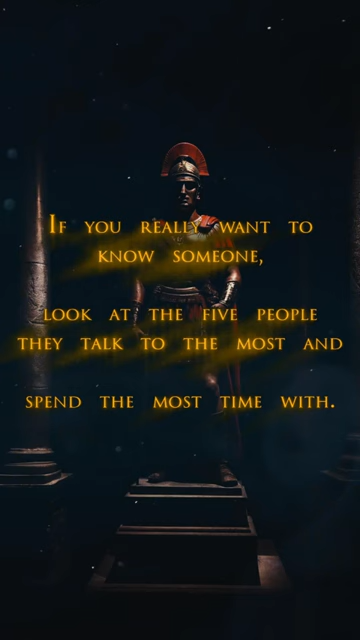 If you really want to
know someone,
look at the five people
they talk to the most and
spend the most time with.